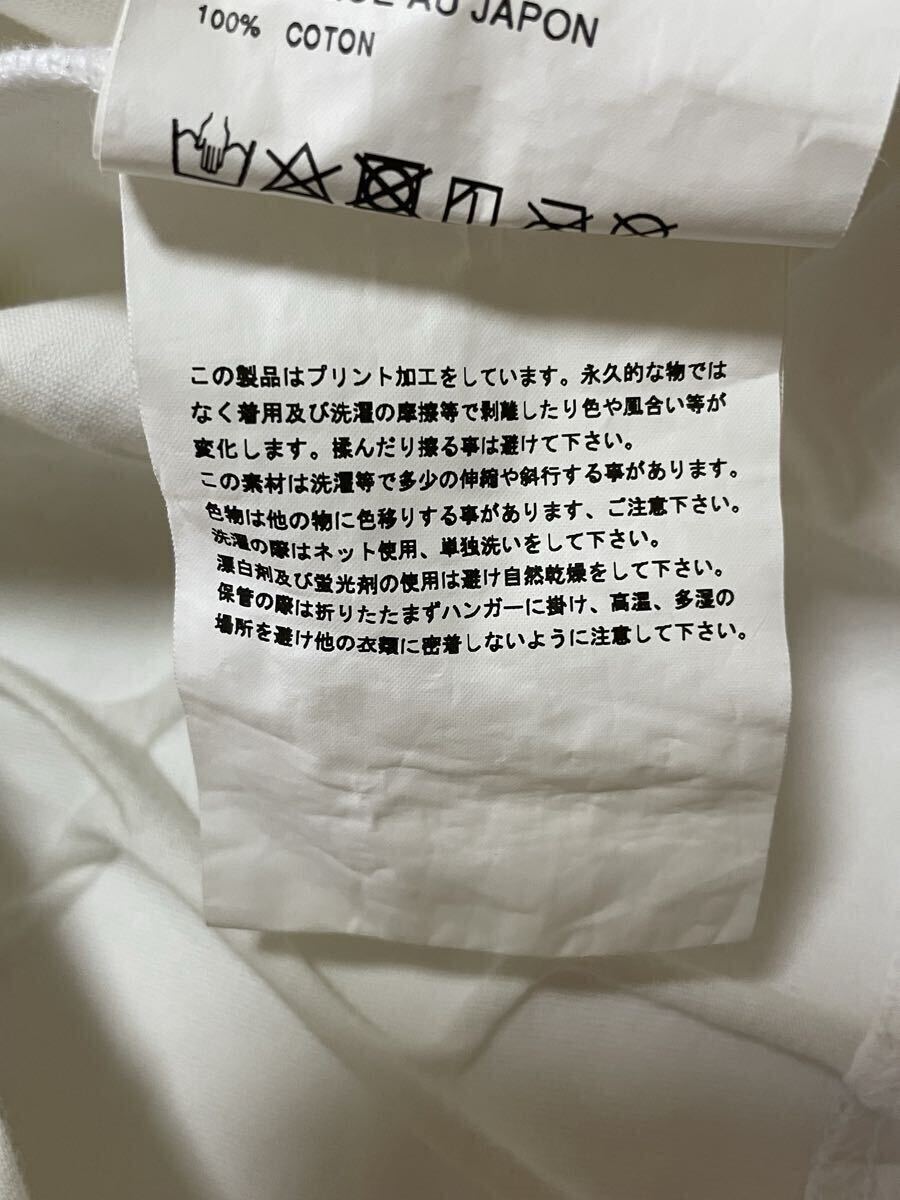 AU JAPON
100% COTON
この製品はプリント加工をしています。永久的な物では
なく着用及び洗濯の摩擦等で剥離したり色や風合い等が
変化します。揉んだり擦る事は避けて下さい。
この素材は洗濯等で多少の伸縮や斜行する事があります。
色物は他の物に色移りする事があります、ご注意下さい。
洗濯の際はネット使用、単独洗いをして下さい。
漂白剤及び蛍光剤の使用は避け自然乾燥をして下さい。
保管の際は折りたたまずハンガーに掛け、高温、多湿の
場所を避け他の衣類に密着しないように注意して下さい。